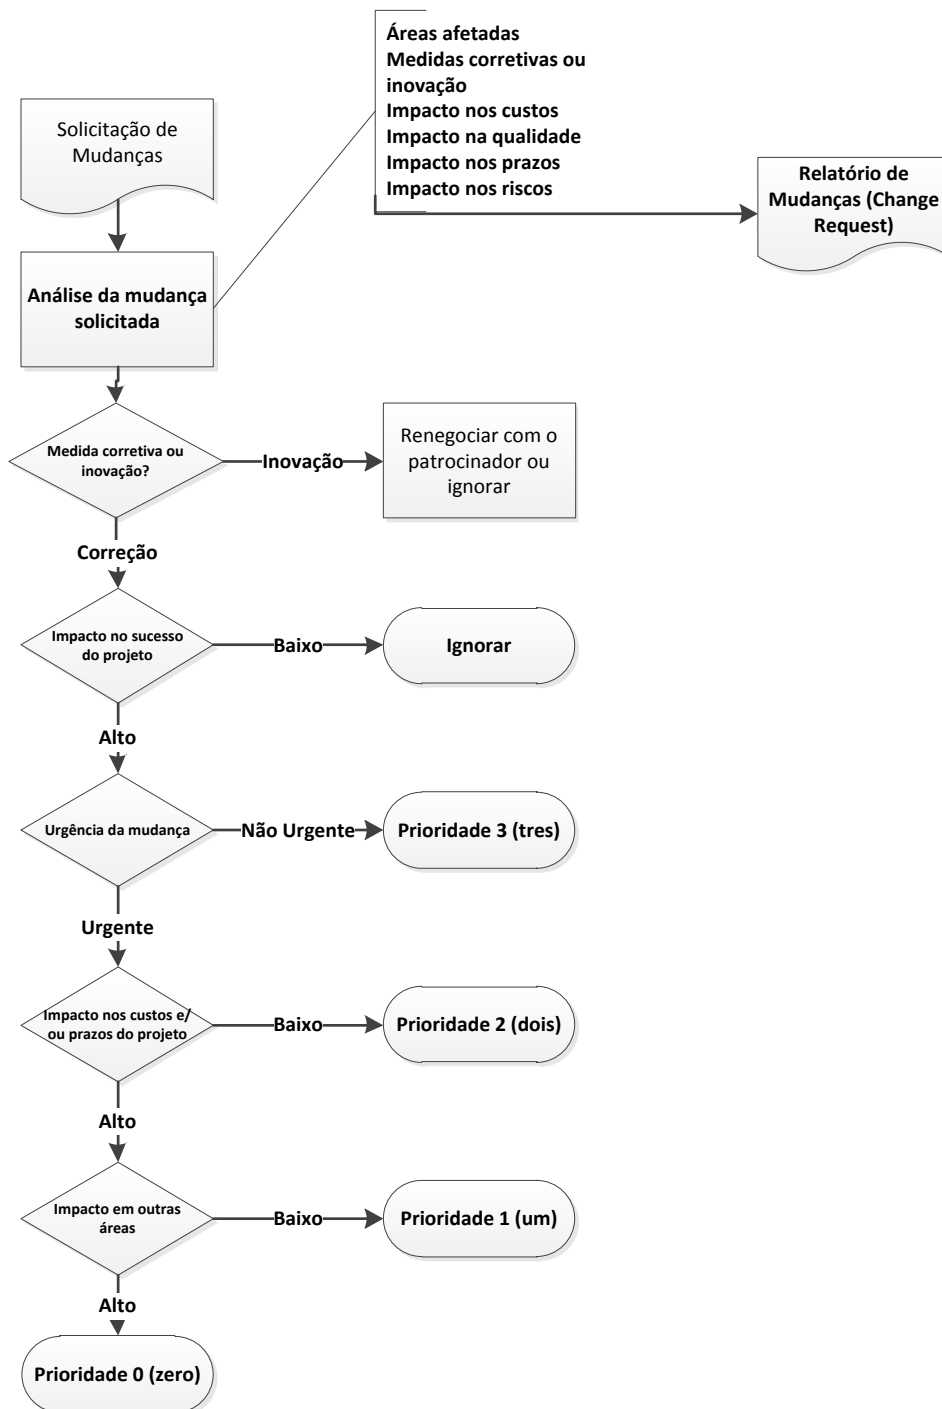 Áreas afetadas
Medidas corretivas ou
inovação
Impacto nos custos
Impacto na qualidade
Impacto nos prazos
Impacto nos riscos
Solicitação de
Mudanças
Relatório de
Mudanças (Change
Request)
Análise da mudança
solicitada
Medida corretiva ou
inovação?
Inovação
Renegociar com o
patrocinador ou
ignorar
Correção
Impacto no sucesso
do projeto
Baixo
Ignorar
Alto
Urgência da mudança
Não Urgente
Prioridade 3 (tres)
Urgente
Impacto nos custos e/
ou prazos do projeto
Baixo
Prioridade 2 (dois)
Alto
Impacto em outras
áreas
Baixo
Prioridade 1 (um)
Alto
Prioridade 0 (zero)